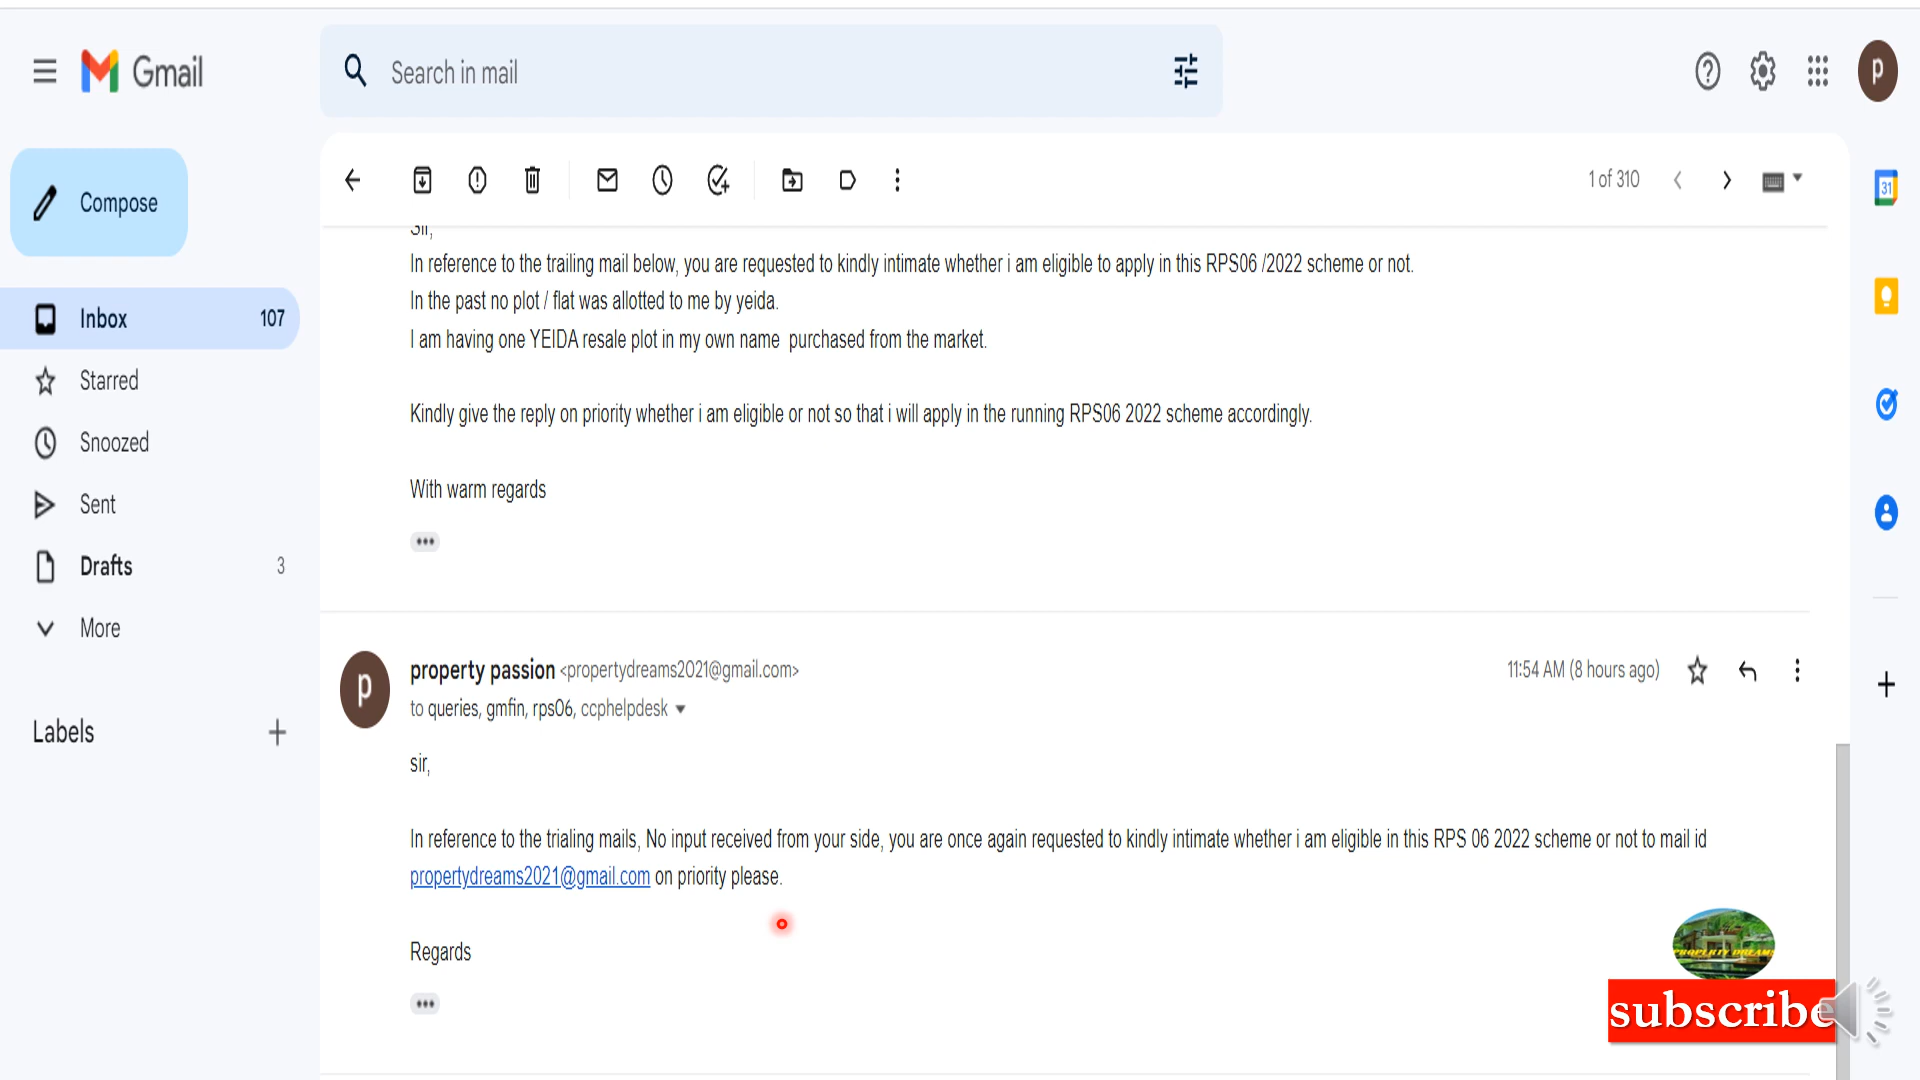 Gmail
Search in mail
p
Compose
1 of 310
31
Inbox 107
Starred
Snoozed
Sent
Drafts 3
More
Labels
Sir,
In reference to the trailing mail below, you are requested to kindly intimate whether i am eligible to apply in this RPS06 /2022 scheme or not.
In the past no plot / flat was allotted to me by yeida.
I am having one YEIDA resale plot in my own name purchased from the market.
Kindly give the reply on priority whether i am eligible or not so that i will apply in the running RPS06 2022 scheme accordingly.
With warm regards
p
property passion <propertydreams2021@gmail.com> 11:54 AM (8 hours ago)
to queries, gmfin, rps06, ccphelpdesk
sir,
In reference to the trialing mails, No input received from your side, you are once again requested to kindly intimate whether i am eligible in this RPS 06 2022 scheme or not to mail id
propertydreams2021@gmail.com on priority please.
Regards
PROPERTY DREAMS
subscribe